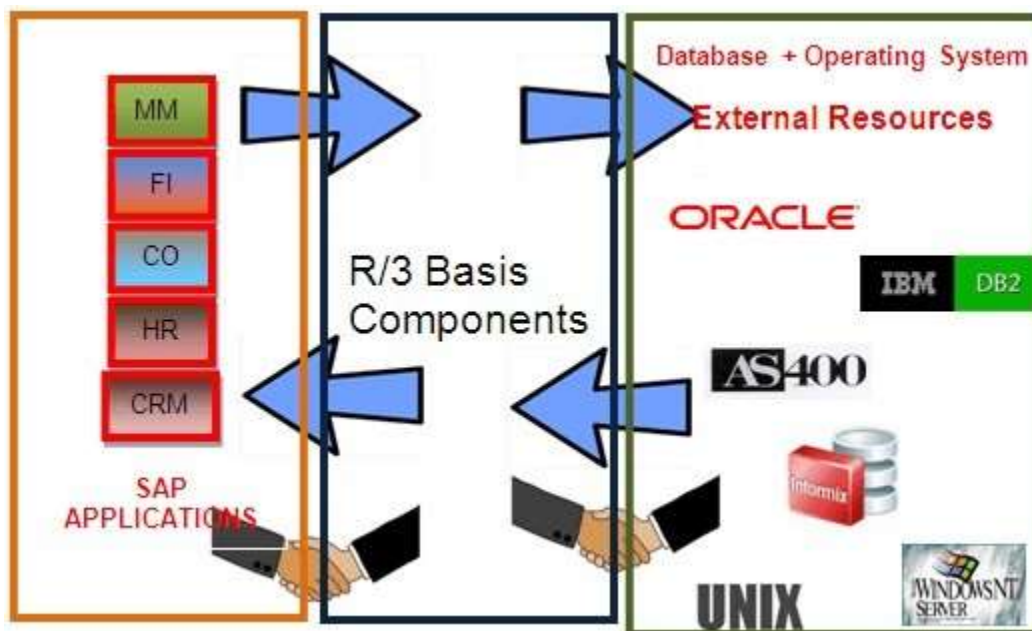 MM
FI
CO
HR
CRM
SAP
APPLICATIONS
R/3 Basis
Components
Database + Operating System
External Resources
ORACLE
IBM DB2
AS400
Informix
UNIX
WINDOWS NT
SERVER